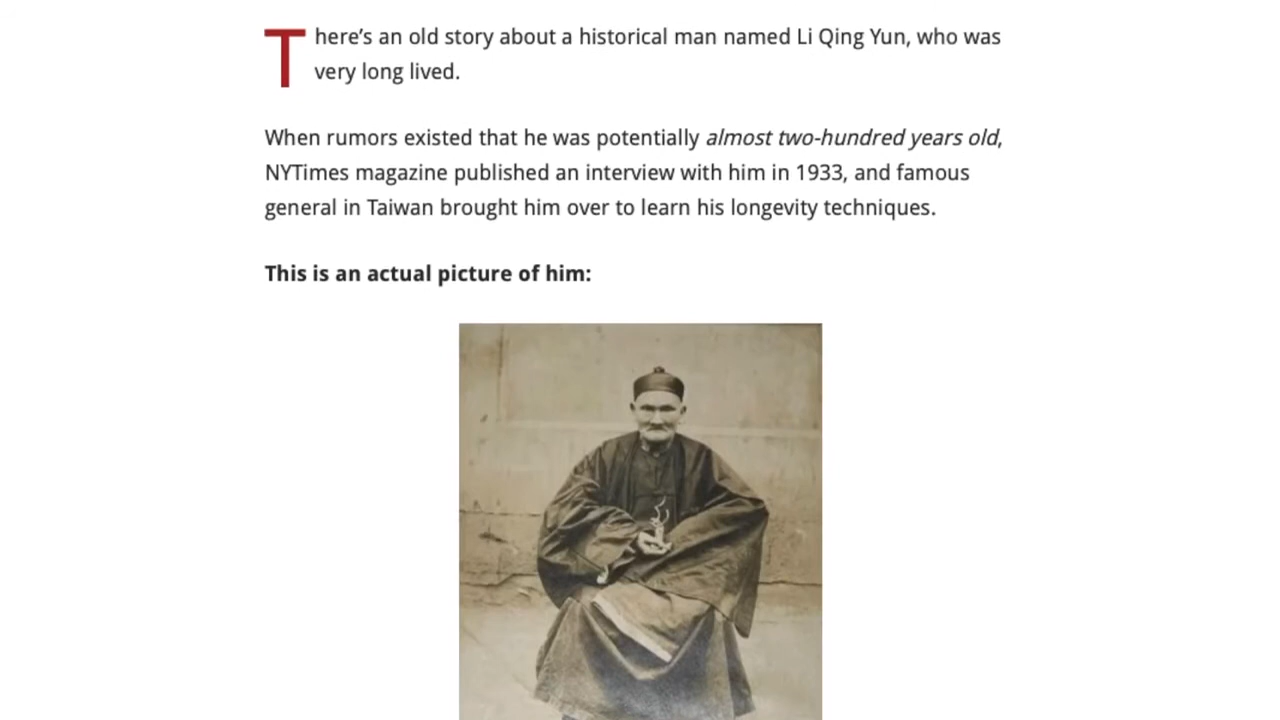 There's an old story about a historical man named Li Qing Yun, who was
very long lived.
When rumors existed that he was potentially almost two-hundred years old,
NYTimes magazine published an interview with him in 1933, and famous
general in Taiwan brought him over to learn his longevity techniques.
This is an actual picture of him: